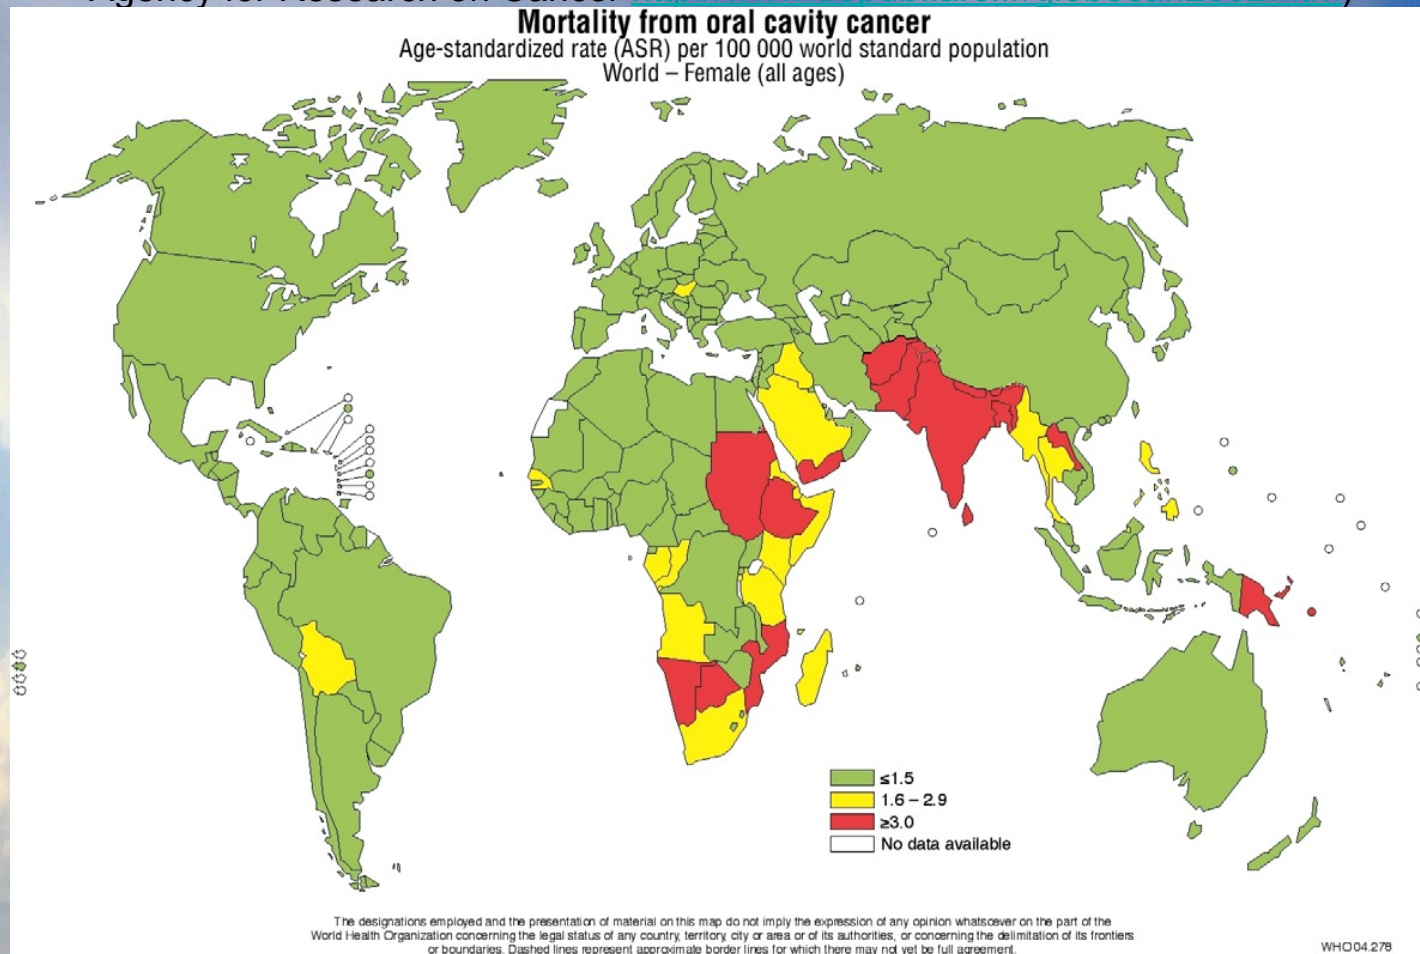 Agency for Research on Cancer
Mortality from oral cavity cancer
Age-standardized rate (ASR) per 100 000 world standard population
World – Female (all ages)
≤1.5
1.6 – 2.9
≥3.0
No data available
The designations employed and the presentation of material on this map do not imply the expression of any opinion whatsoever on the part of the
World Health Organization concerning the legal status of any country, territory, city or area or of its authorities, or concerning the delimitation of its frontiers
or boundaries. Dashed lines represent approximate border lines for which there may not yet be full agreement.
WHO 04.278